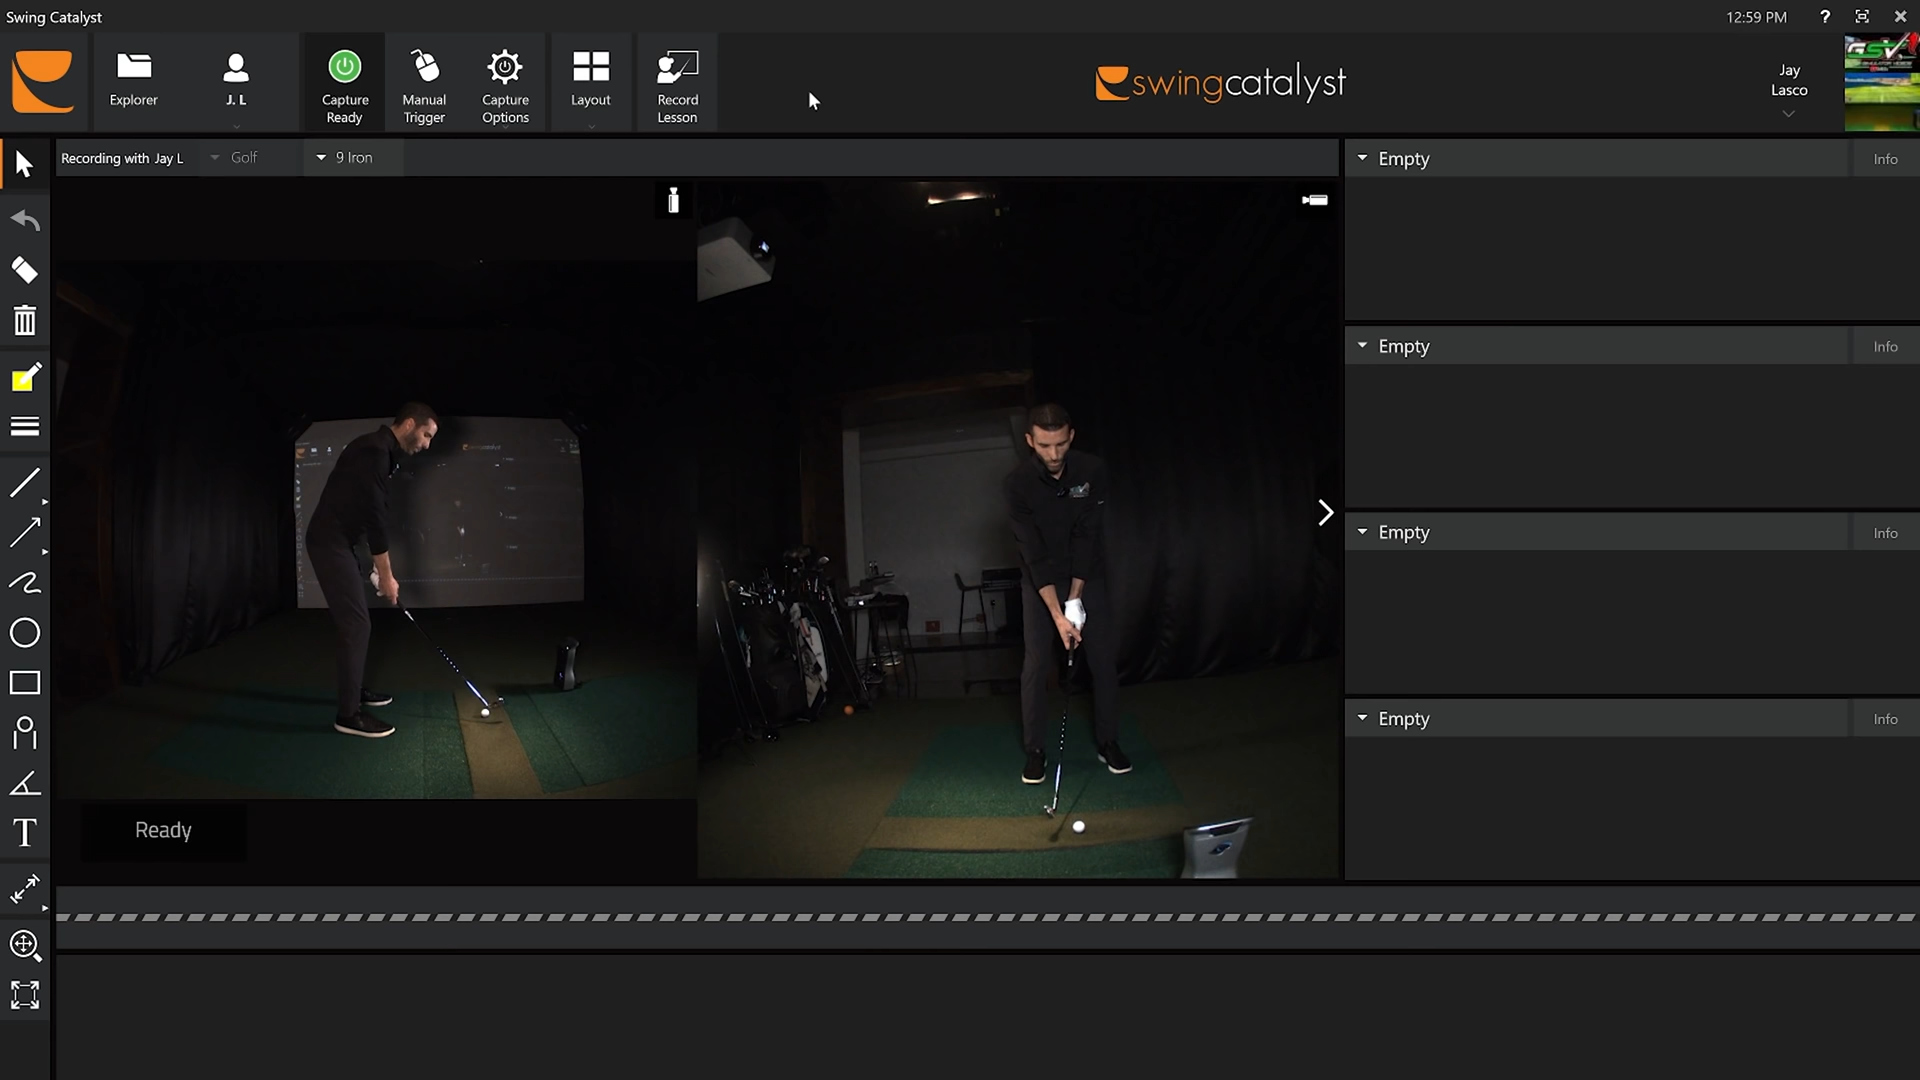 Swing Catalyst
12:59 PM
?
Explorer
J. L
Capture
Ready
Manual
Trigger
Capture
Options
Layout
Record
Lesson
swingcatalyst
Jay
Lasco
GSV
Recording with Jay L
Golf
9 Iron
Empty
Info
Empty
Info
Empty
Info
Empty
Info
T
Ready